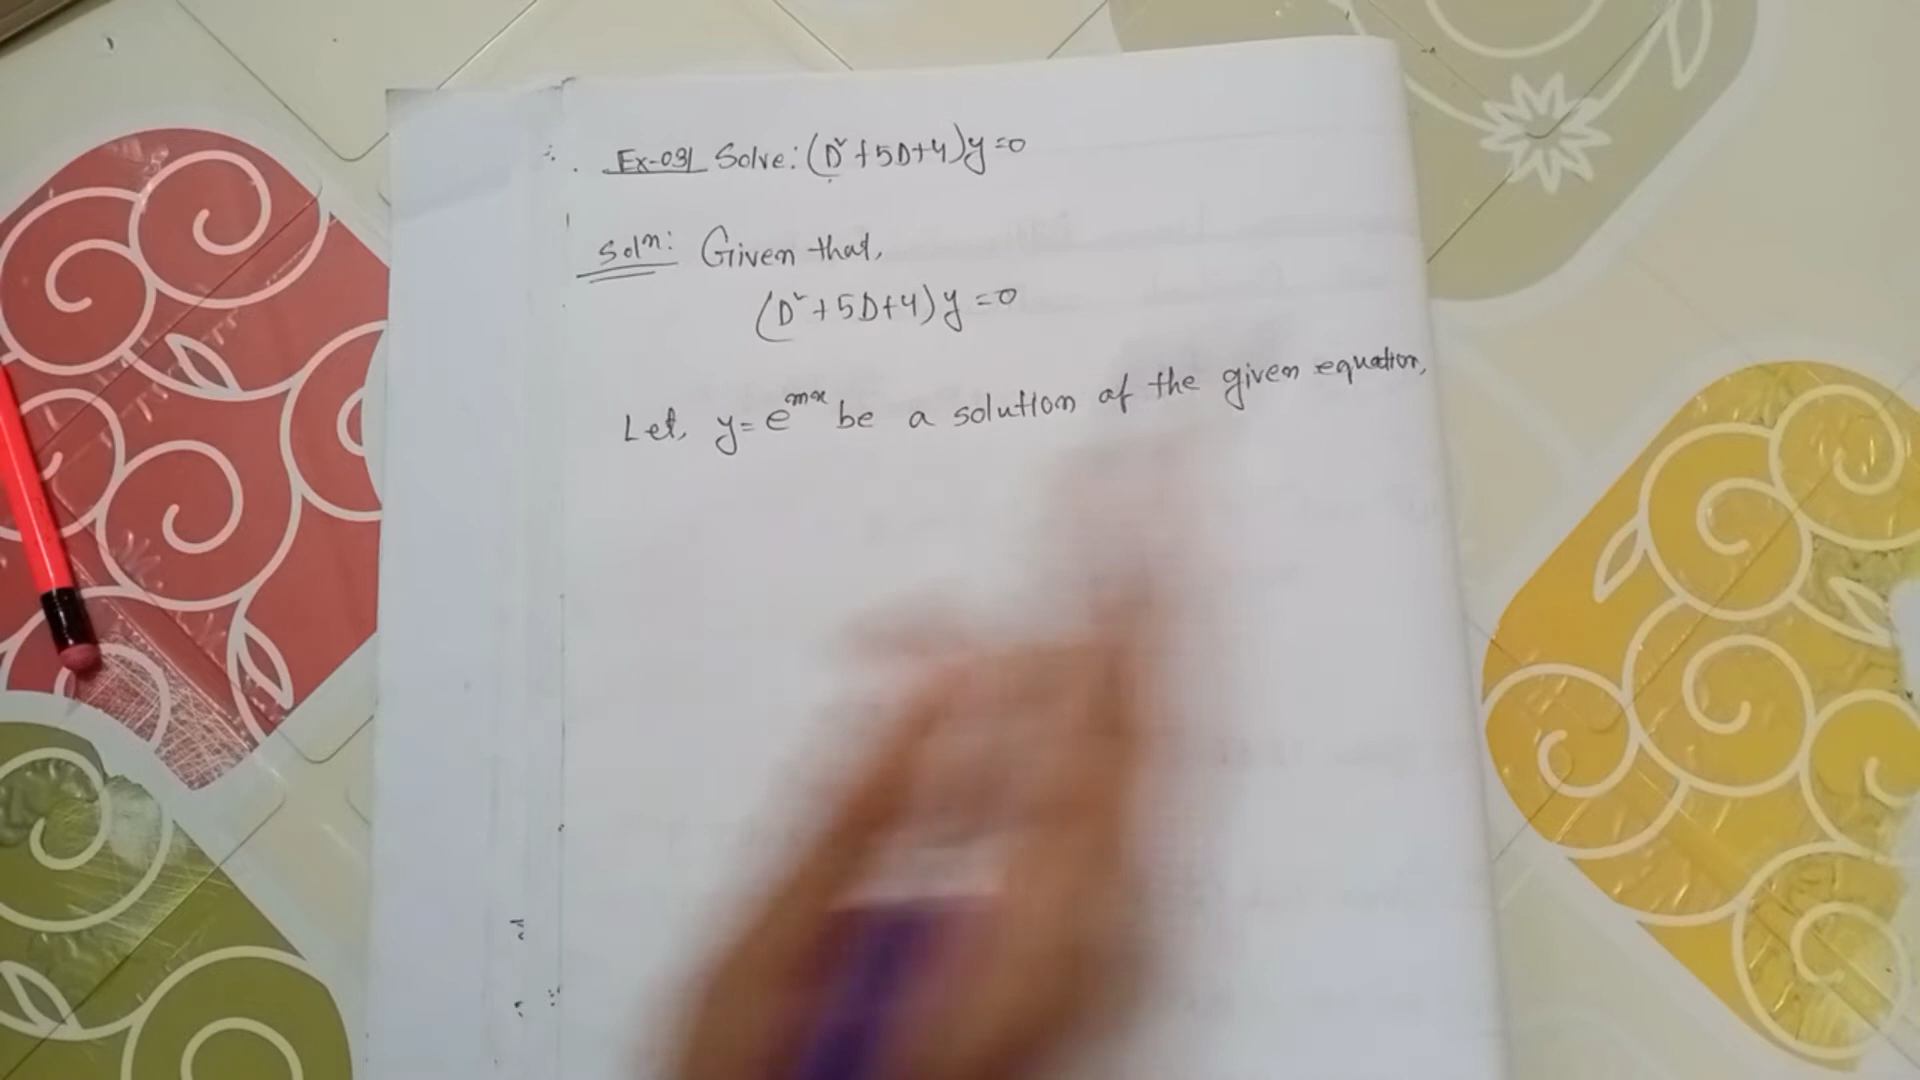 Ex-03| Solve: (D² + 5D+4)y=0
Solⁿ: Given that,
(D² + 5D+4) y =0
Let, y= e^mx be a solution of the given equation,